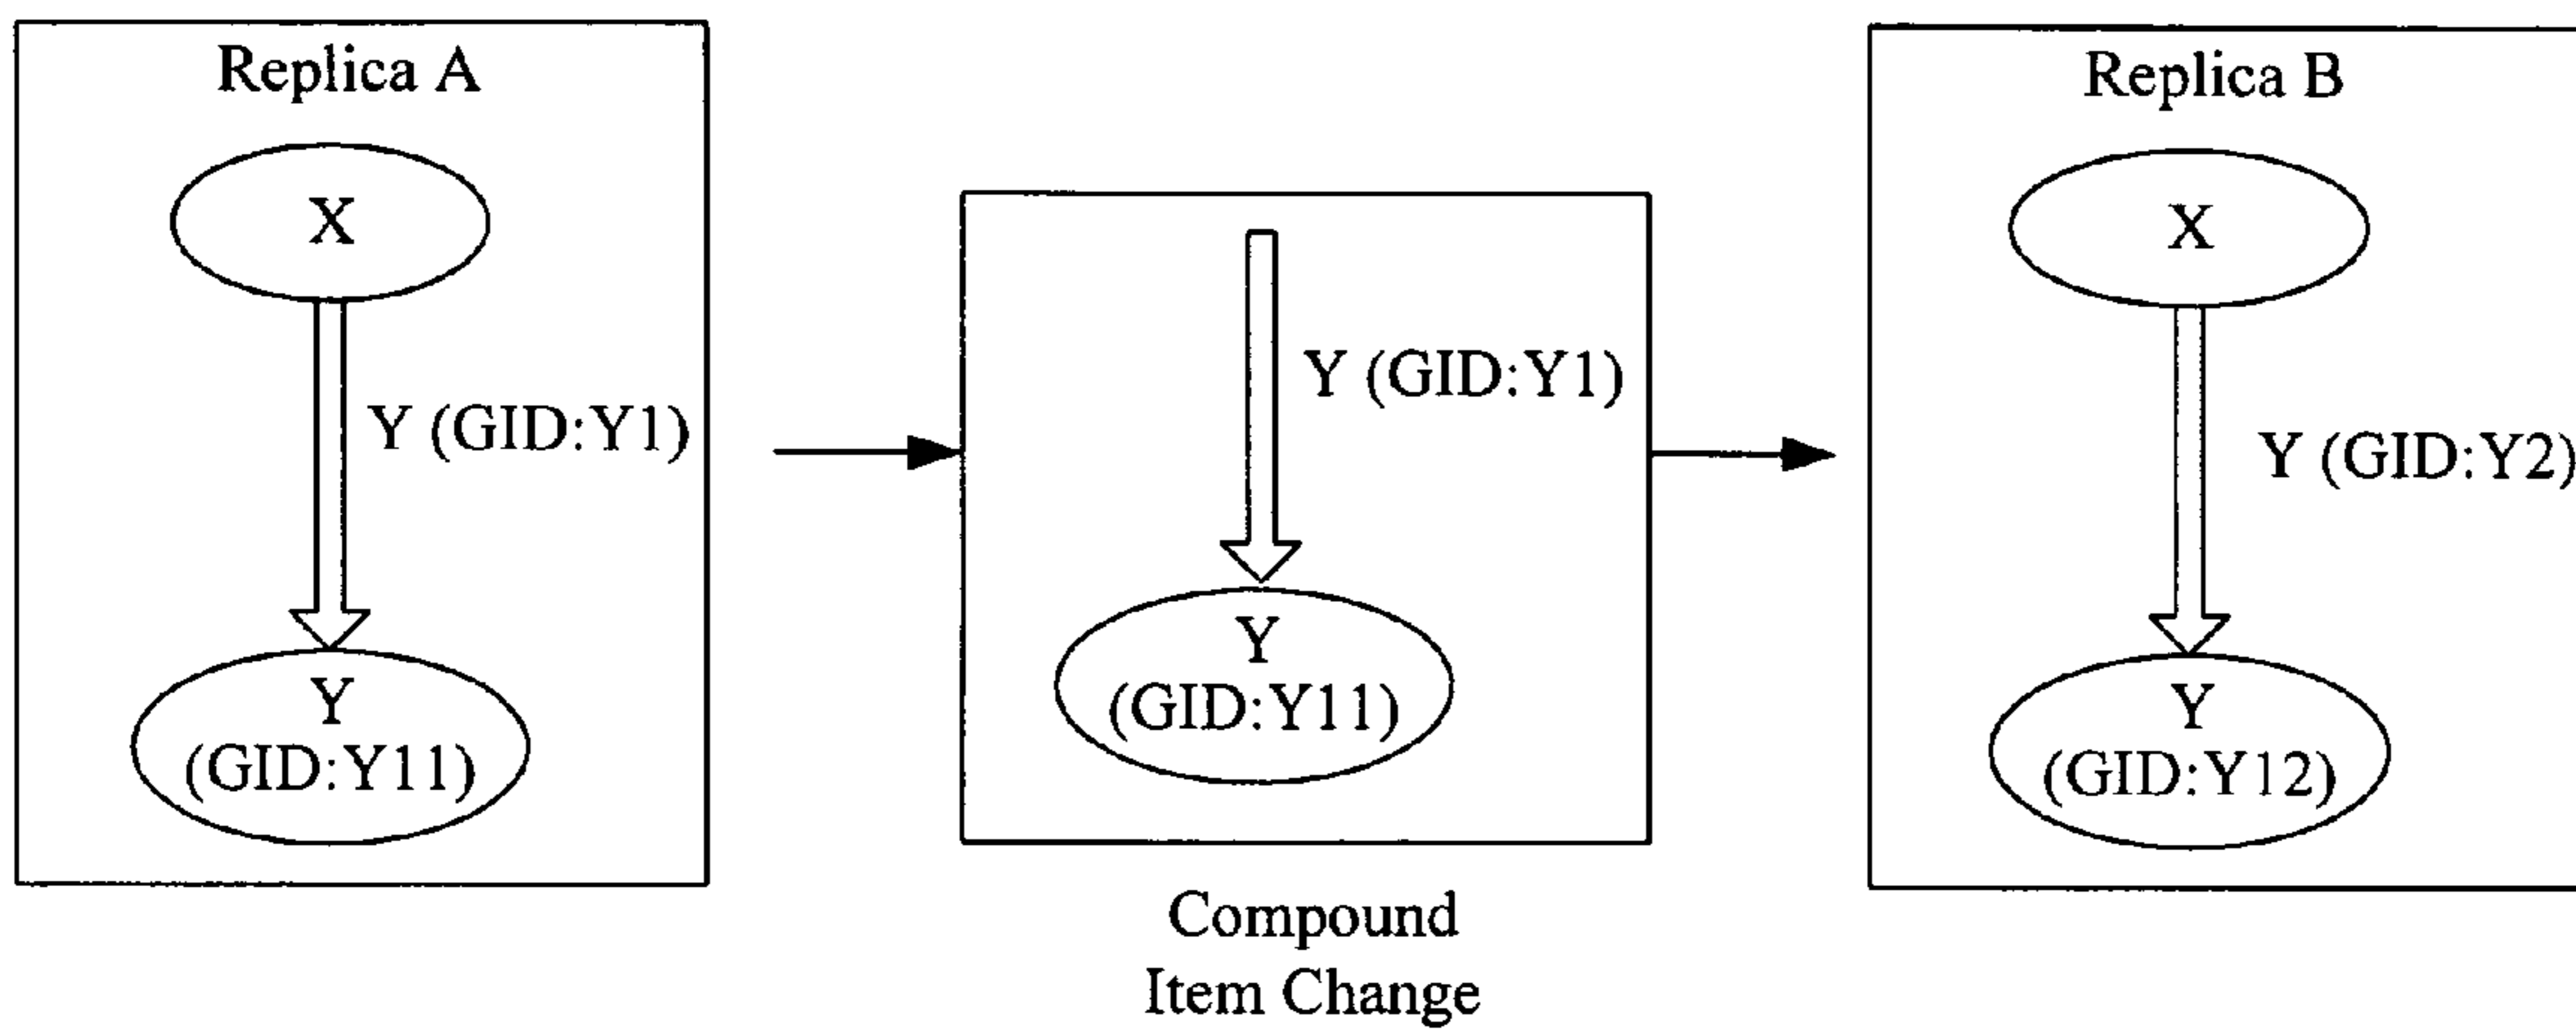 Replica A
X
Y (GID:Y1)
Y
(GID:Y11)
Y (GID:Y1)
Y
(GID:Y11)
Compound
Item Change
Replica B
X
Y (GID:Y2)
Y
(GID:Y12)